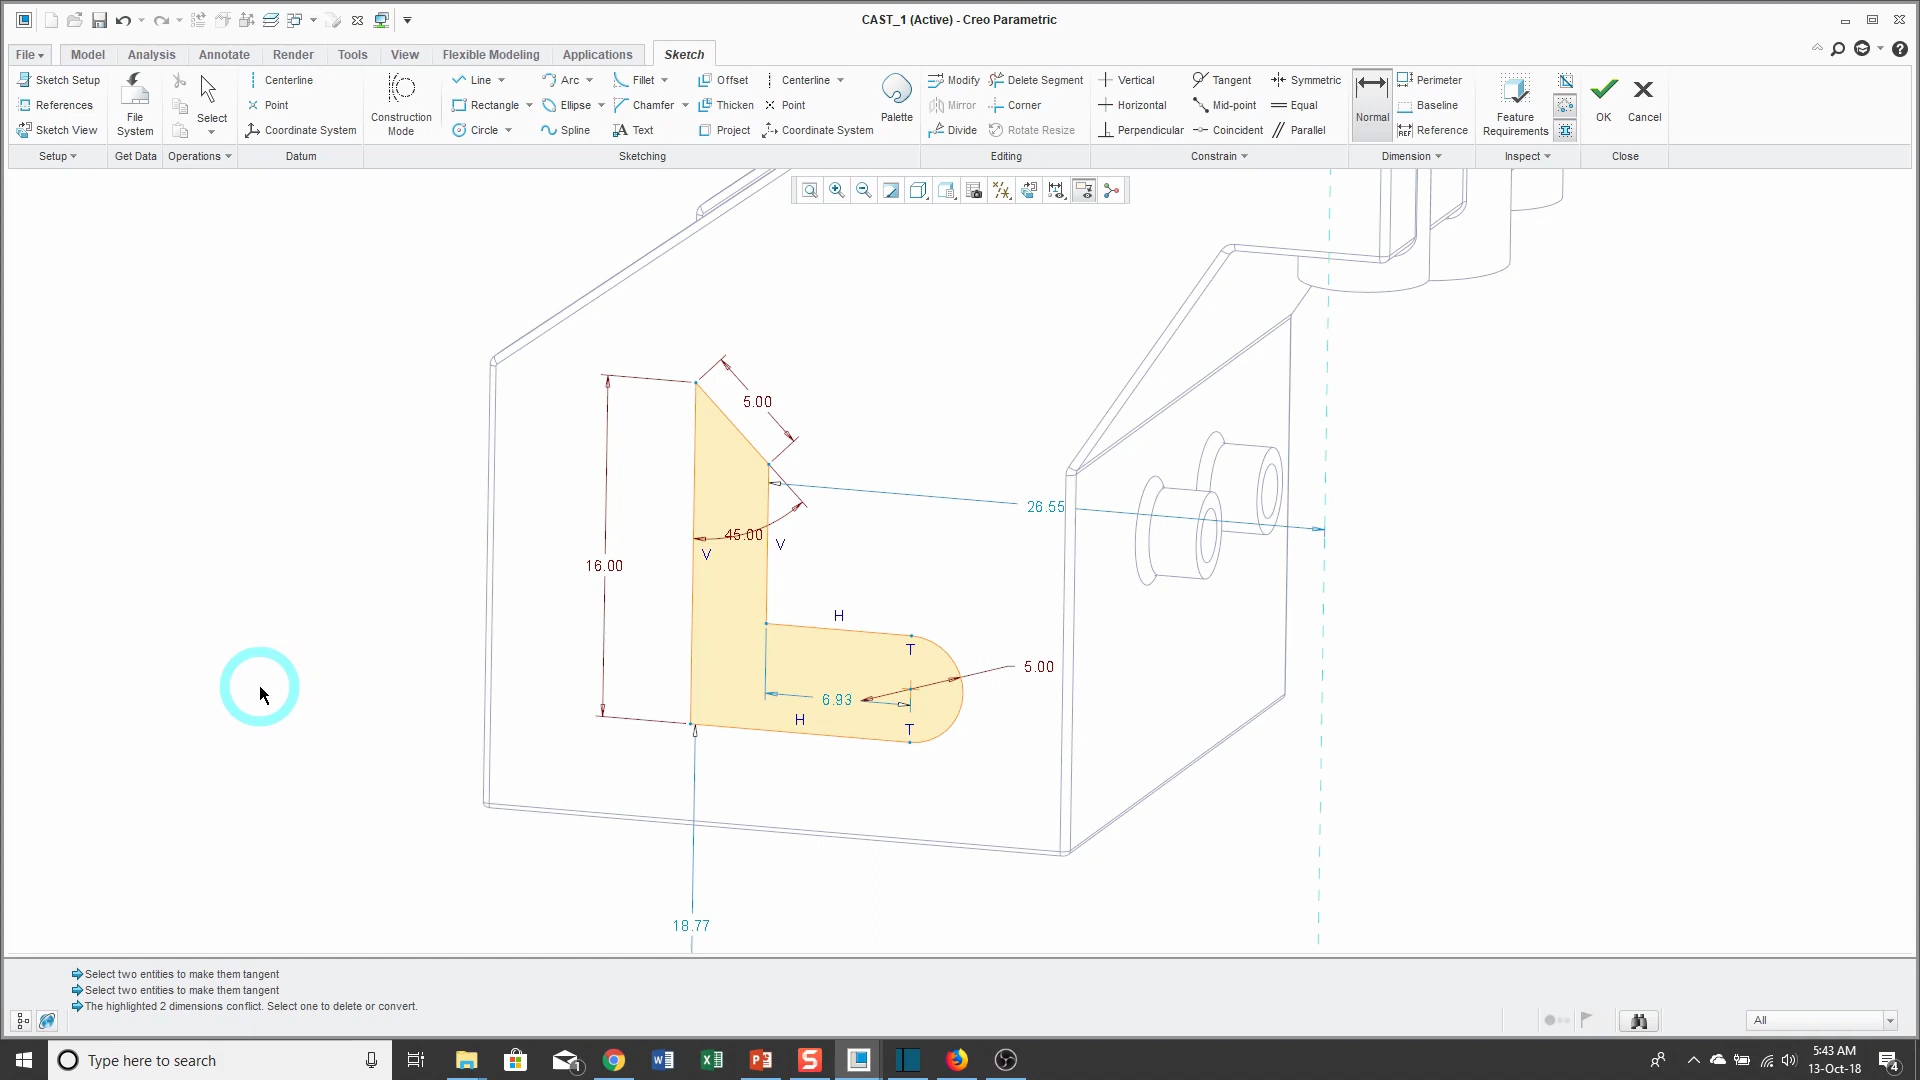 CAST_1 (Active) - Creo Parametric
File Model Analysis Annotate Render Tools View Flexible Modeling Applications Sketch
Sketch Setup Centerline Line Arc Fillet Offset Centerline Modify Delete Segment Vertical Tangent Symmetric Perimeter
References Point Rectangle Ellipse Chamfer Thicken Point Mirror Corner Horizontal Mid-point Equal Baseline
Sketch View File System Select Coordinate System Construction Mode Circle Spline Text Project Coordinate System Palette Divide Rotate Resize Perpendicular Coincident Parallel Normal REF Reference Feature Requirements OK Cancel
Setup Get Data Operations Datum Sketching Editing Constrain Dimension Inspect Close
5.00
26.55
45.00
V
V
16.00
H
T
5.00
6.93
H
T
18.77
Select two entities to make them tangent
Select two entities to make them tangent
The highlighted 2 dimensions conflict. Select one to delete or convert.
All
Type here to search
1
5:43 AM
13-Oct-18
4